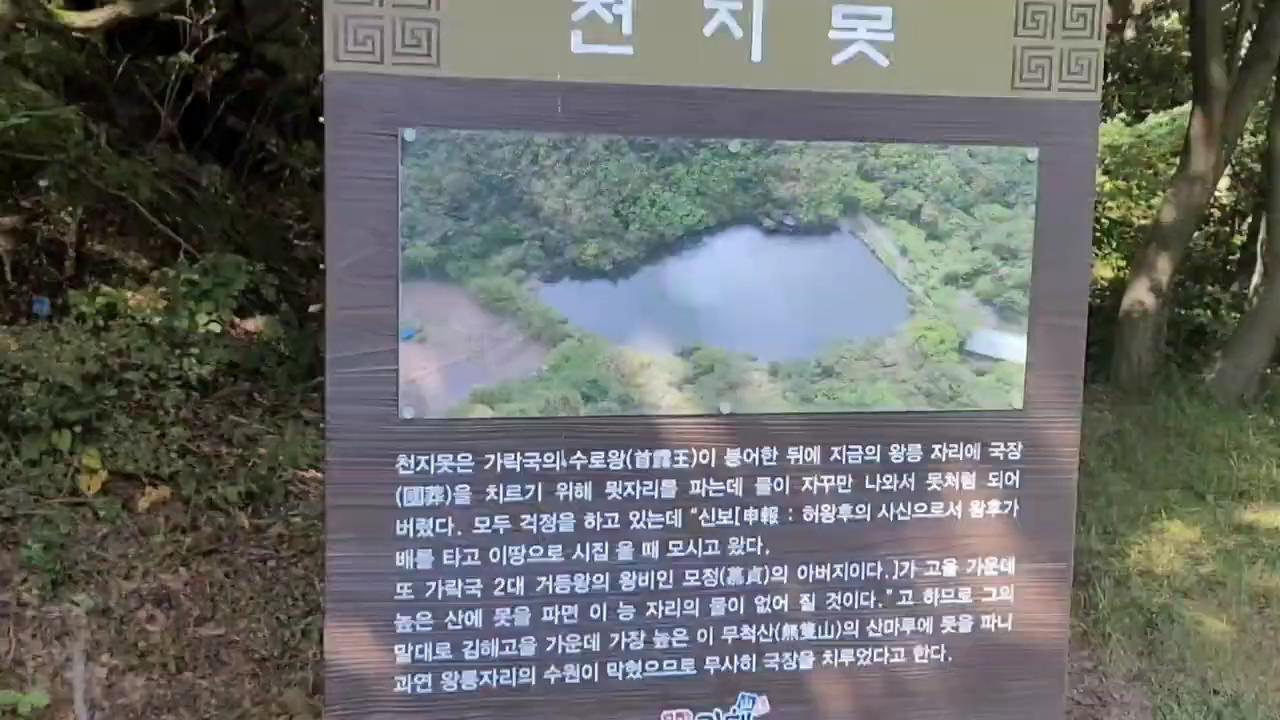 천지못
천지못은 가락국의 수로왕(首露王)이 붕어한 뒤에 지금의 왕릉 자리에 국장
(國葬)을 치르기 위해 묏자리를 파는데 물이 자꾸만 나와서 못처럼 되어
버렸다. 모두 걱정을 하고 있는데 "신보[申報 : 허왕후의 사신으로서 왕후가
배를 타고 이땅으로 시집 올 때 모시고 왔다.
또 가락국 2대 거등왕의 왕비인 모정(慕貞)의 아버지이다.]가 고을 가운데
높은 산에 못을 파면 이 능 자리의 물이 없어 질 것이다."고 하므로 그의
말대로 김해고을 가운데 가장 높은 이 무척산(無隻山)의 산마루에 못을 파니
과연 왕릉자리의 수원이 막혔으므로 무사히 국장을 치루었다고 한다.